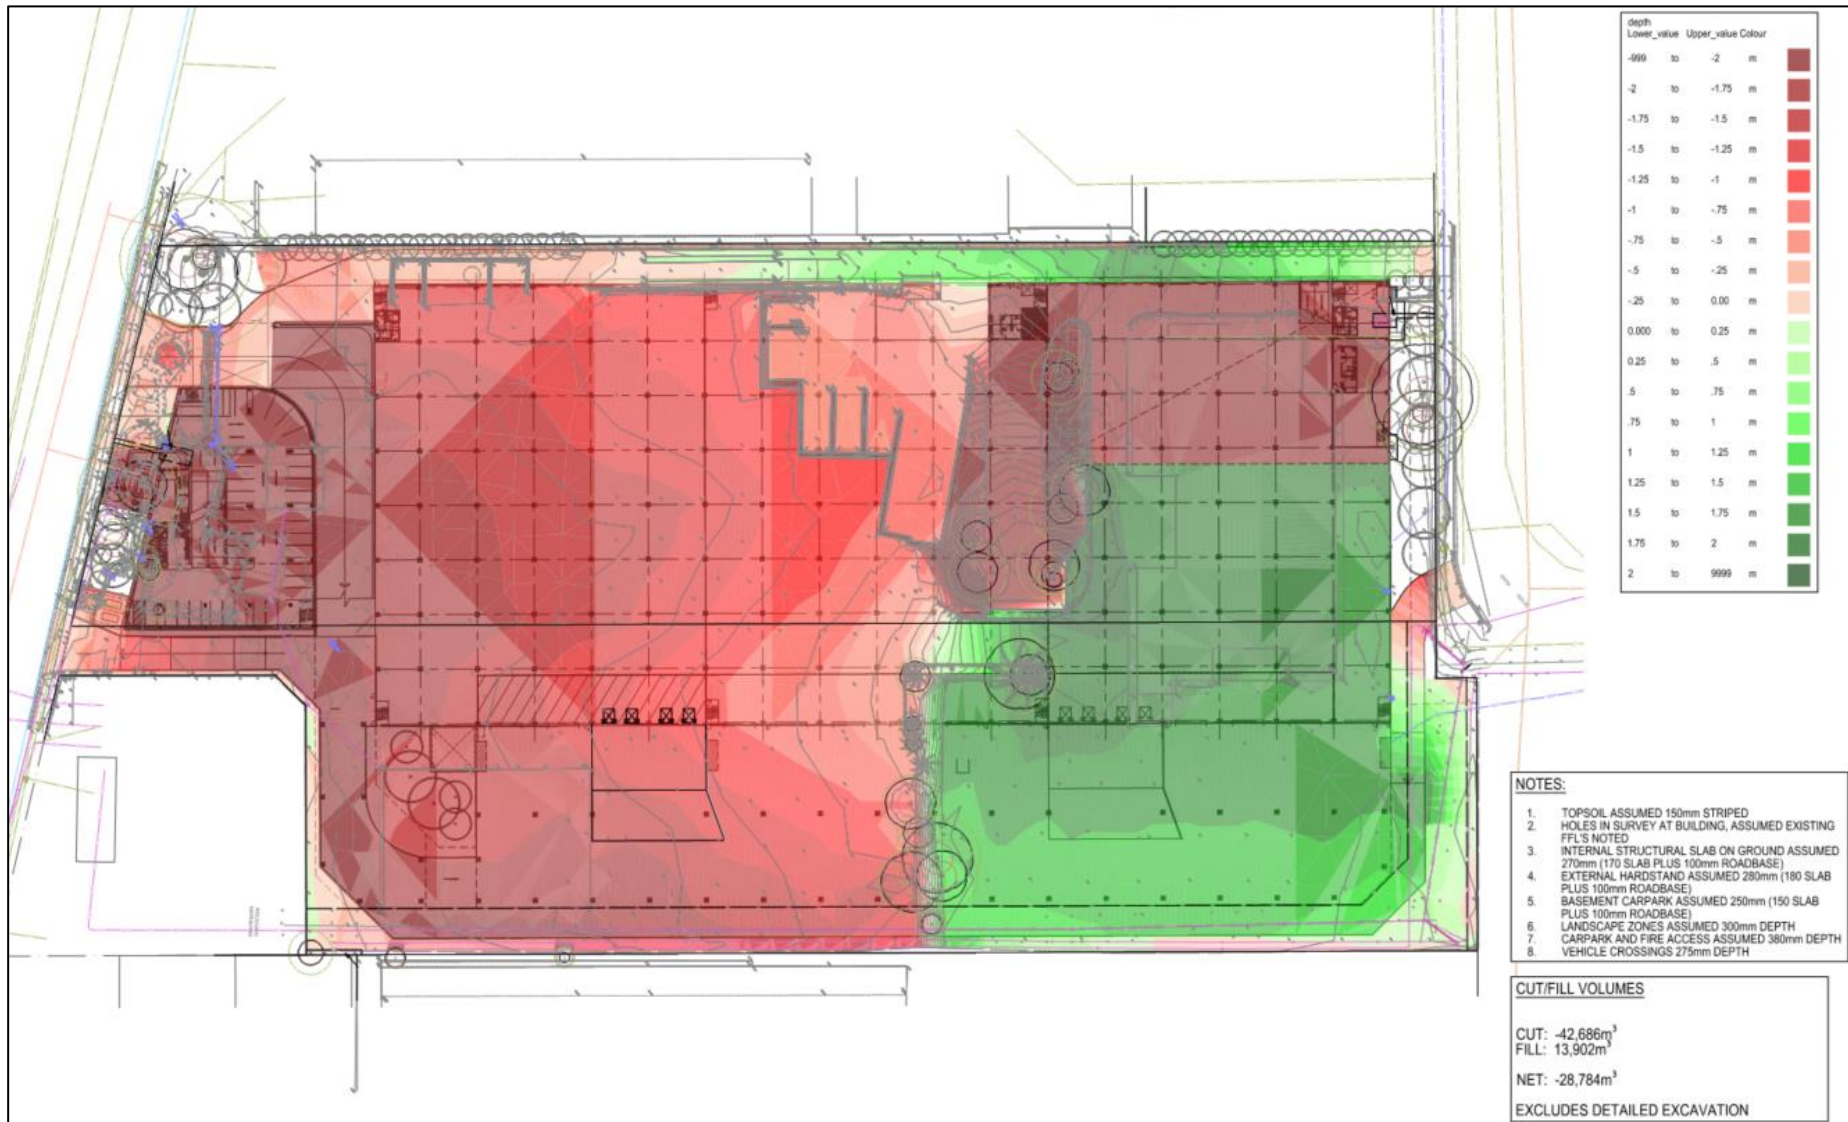 depth
Lower_value Upper_value Colour
-999 to -2 m
-2 to -1.75 m
-1.75 to -1.5 m
-1.5 to -1.25 m
-1.25 to -1 m
-1 to -.75 m
-.75 to -.5 m
-.5 to -.25 m
-.25 to 0.00 m
0.000 to 0.25 m
0.25 to .5 m
.5 to .75 m
.75 to 1 m
1 to 1.25 m
1.25 to 1.5 m
1.5 to 1.75 m
1.75 to 2 m
2 to 9999 m
NOTES:
1. TOPSOIL ASSUMED 150mm STRIPED
2. HOLES IN SURVEY AT BUILDING, ASSUMED EXISTING
FFL'S NOTED
3. INTERNAL STRUCTURAL SLAB ON GROUND ASSUMED
270mm (170 SLAB PLUS 100mm ROADBASE)
4. EXTERNAL HARDSTAND ASSUMED 280mm (180 SLAB
PLUS 100mm ROADBASE)
5. BASEMENT CARPARK ASSUMED 250mm (150 SLAB
PLUS 100mm ROADBASE)
6. LANDSCAPE ZONES ASSUMED 300mm DEPTH
7. CARPARK AND FIRE ACCESS ASSUMED 380mm DEPTH
8. VEHICLE CROSSINGS 275mm DEPTH
CUT/FILL VOLUMES
CUT: -42,686m³
FILL: 13,902m³
NET: -28,784m³
EXCLUDES DETAILED EXCAVATION